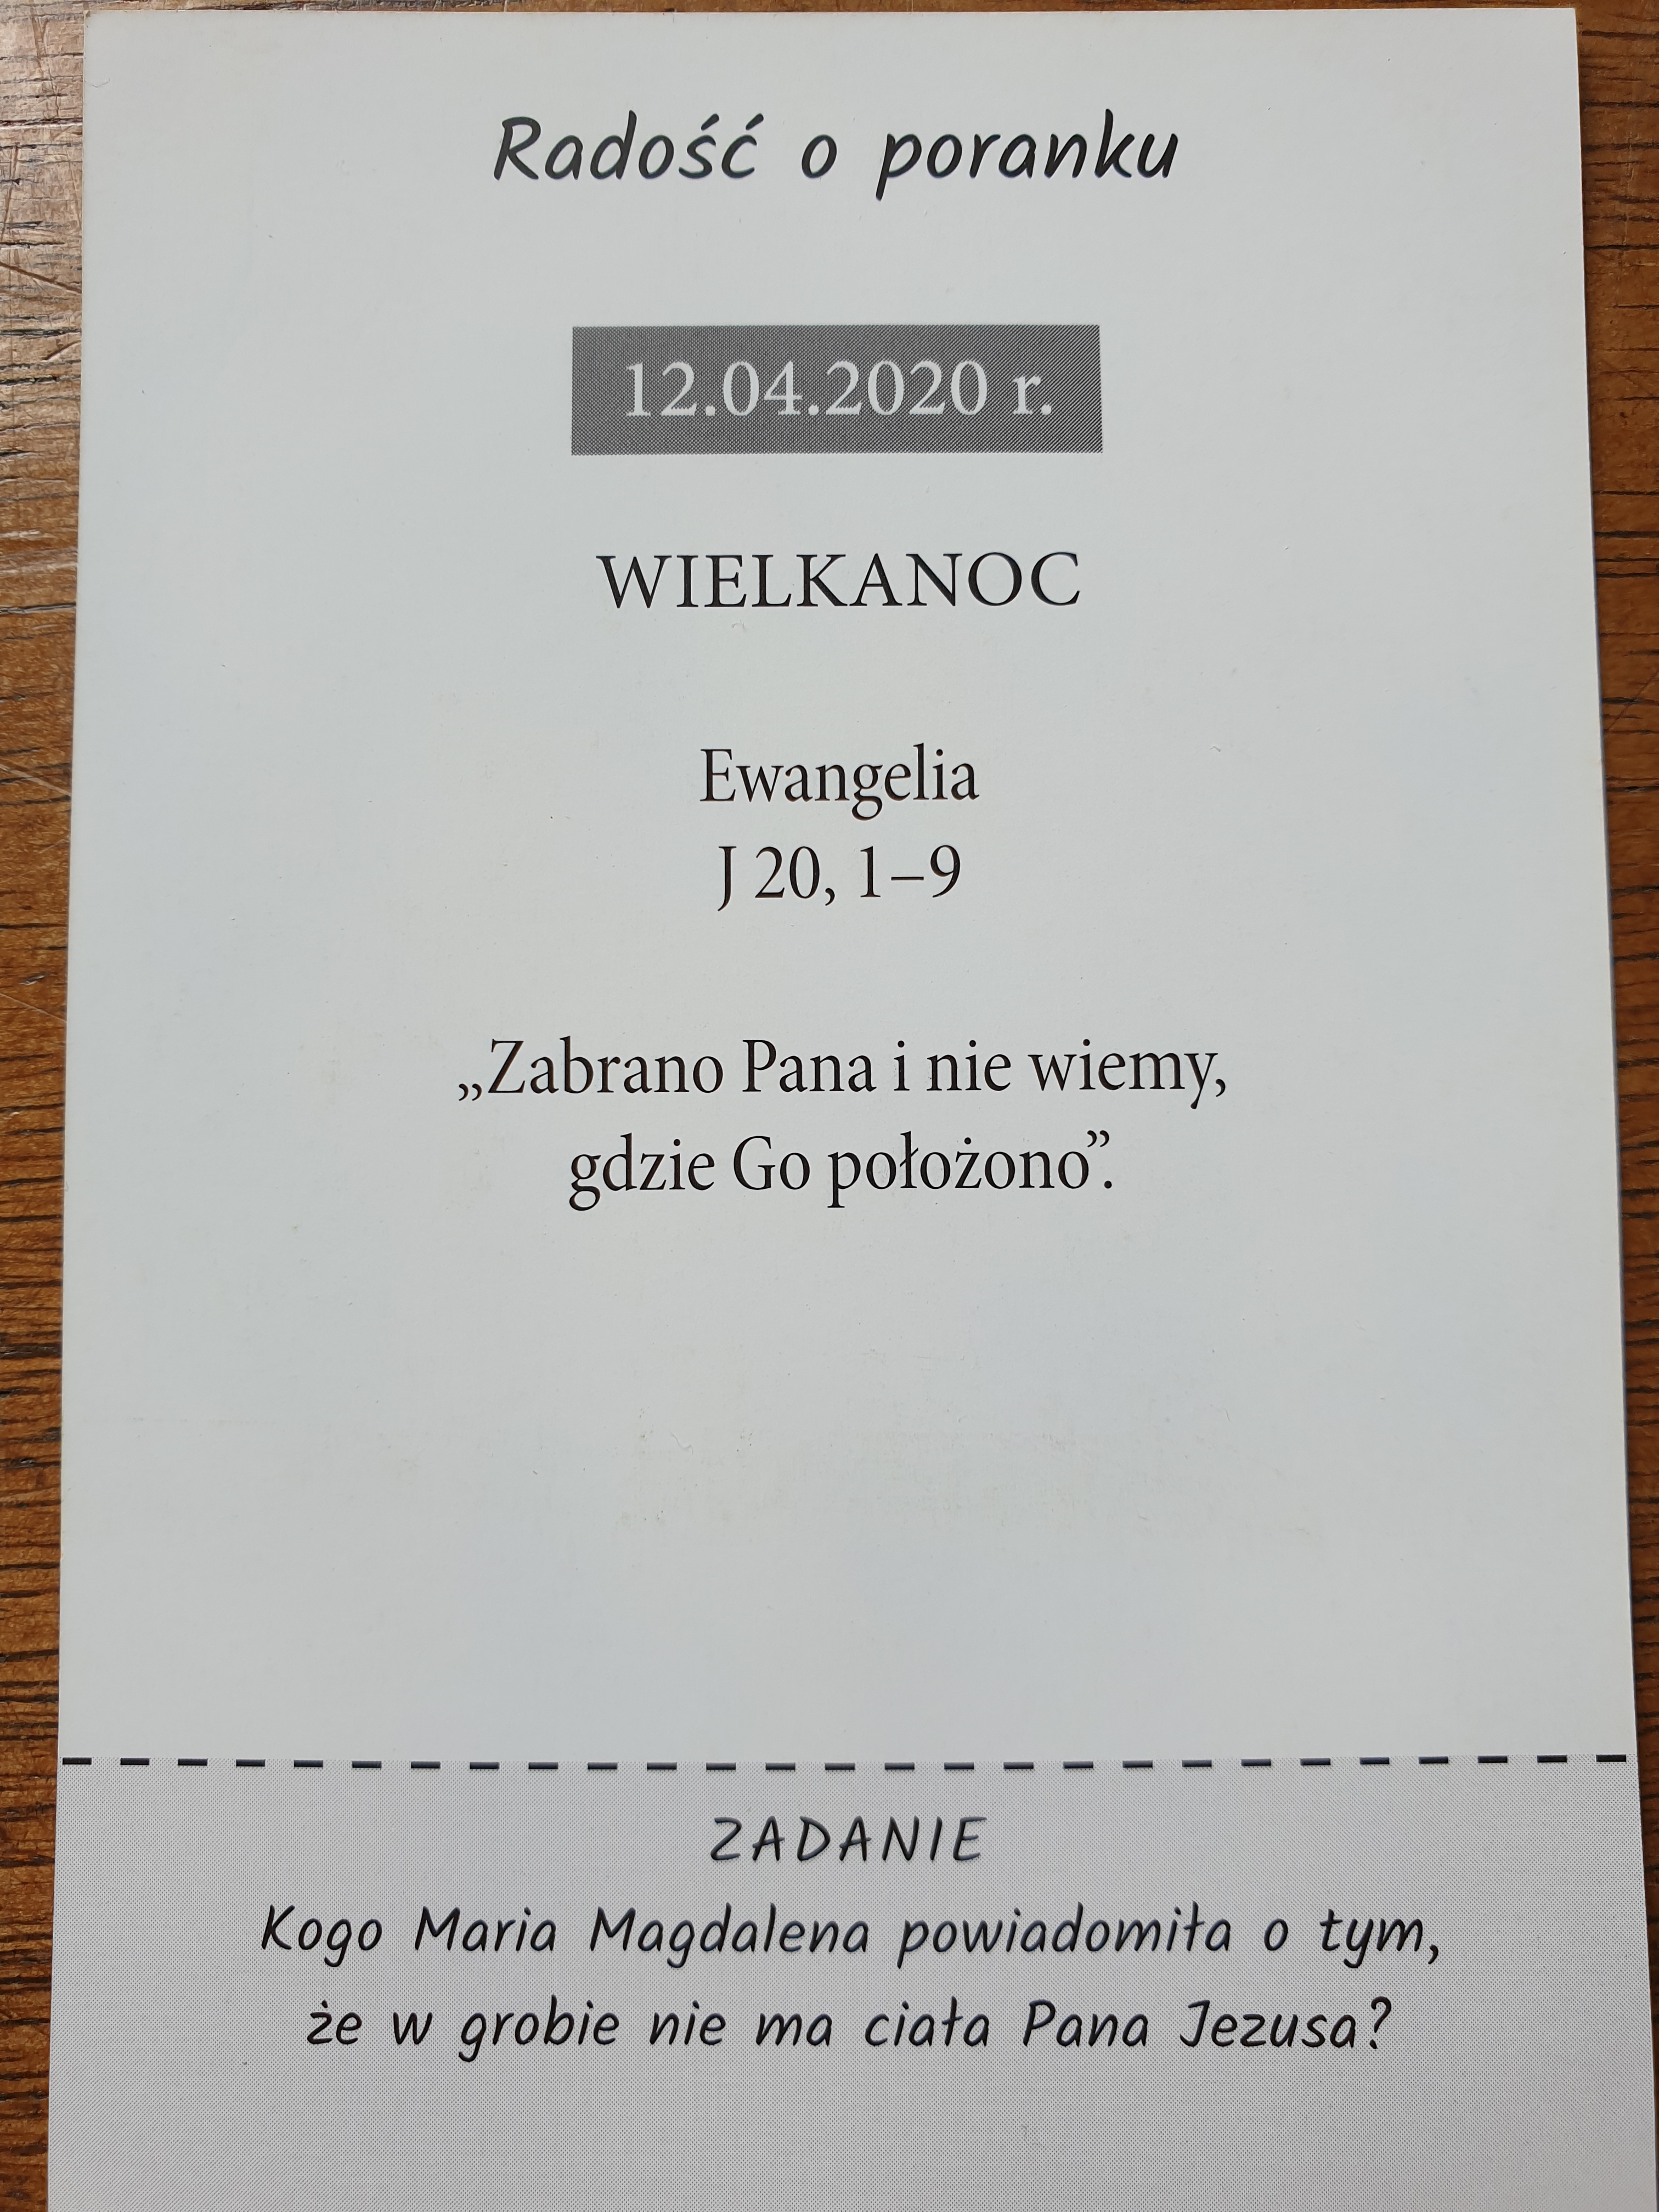 Radość o poranku
12.04.2020 r.
WIELKANOC
Ewangelia
J 20, 1–9
„Zabrano Pana i nie wiemy,
gdzie Go położono”.
ZADANIE
Kogo Maria Magdalena powiadomiła o tym,
że w grobie nie ma ciała Pana Jezusa?